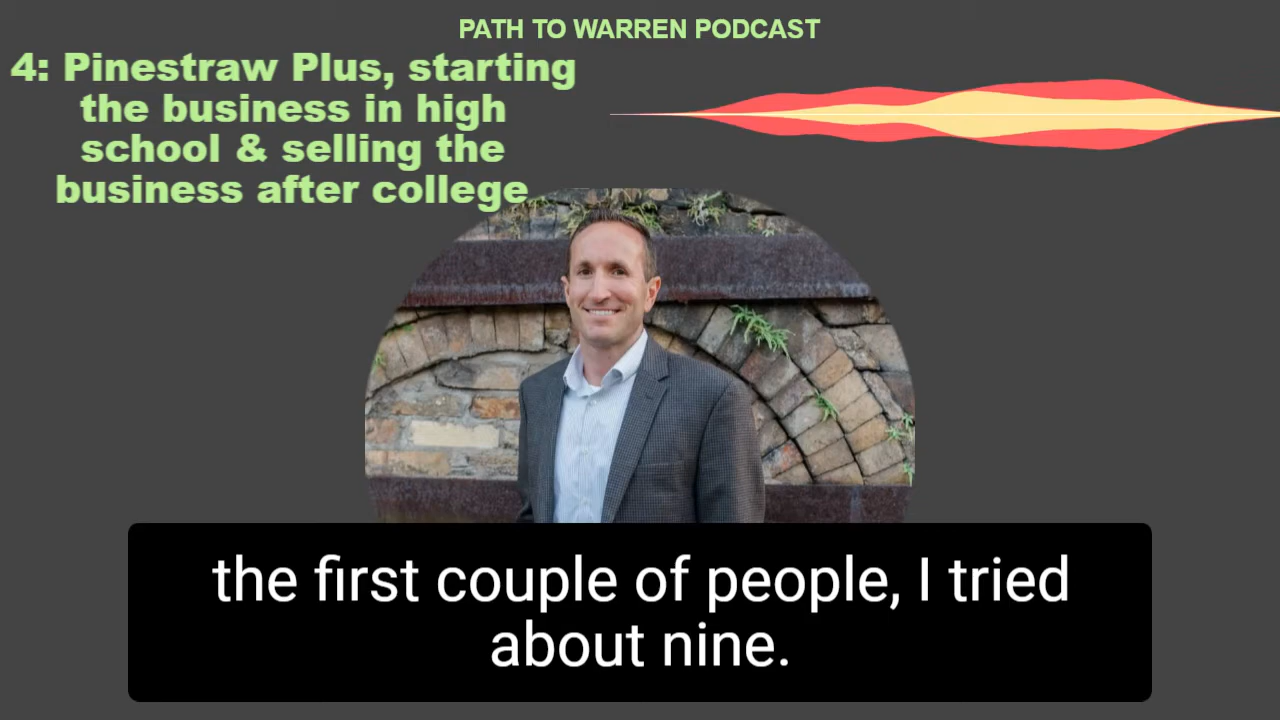 PATH TO WARREN PODCAST
4: Pinestraw Plus, starting
the business in high
school & selling the
business after college
the first couple of people, I tried
about nine.